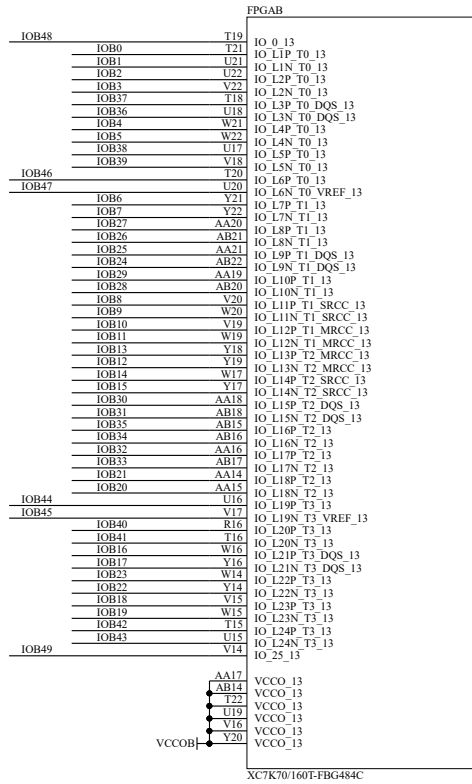 FPGAB
IOB48 T19 IO_0_13
IOB0 T21 IO_L1P_T0_13
IOB1 U21 IO_L1N_T0_13
IOB2 U22 IO_L2P_T0_13
IOB3 V22 IO_L2N_T0_13
IOB37 T18 IO_L3P_T0_DQS_13
IOB36 U18 IO_L3N_T0_DQS_13
IOB4 W21 IO_L4P_T0_13
IOB5 W22 IO_L4N_T0_13
IOB38 U17 IO_L5P_T0_13
IOB39 V18 IO_L5N_T0_13
IOB46 T20 IO_L6P_T0_13
IOB47 U20 IO_L6N_T0_VREF_13
IOB6 Y21 IO_L7P_T1_13
IOB7 Y22 IO_L7N_T1_13
IOB27 AA20 IO_L8P_T1_13
IOB26 AB21 IO_L8N_T1_13
IOB25 AA21 IO_L9P_T1_DQS_13
IOB24 AB22 IO_L9N_T1_DQS_13
IOB29 AA19 IO_L10P_T1_13
IOB28 AB20 IO_L10N_T1_13
IOB8 V20 IO_L11P_T1_SRCC_13
IOB9 W20 IO_L11N_T1_SRCC_13
IOB10 V19 IO_L12P_T1_MRCC_13
IOB11 W19 IO_L12N_T1_MRCC_13
IOB13 Y18 IO_L13P_T2_MRCC_13
IOB12 Y19 IO_L13N_T2_MRCC_13
IOB14 W17 IO_L14P_T2_SRCC_13
IOB15 Y17 IO_L14N_T2_SRCC_13
IOB30 AA18 IO_L15P_T2_DQS_13
IOB31 AB18 IO_L15N_T2_DQS_13
IOB35 AB15 IO_L16P_T2_13
IOB34 AB16 IO_L16N_T2_13
IOB32 AA16 IO_L17P_T2_13
IOB33 AB17 IO_L17N_T2_13
IOB21 AA14 IO_L18P_T2_13
IOB20 AA15 IO_L18N_T2_13
IOB44 U16 IO_L19P_T3_13
IOB45 V17 IO_L19N_T3_VREF_13
IOB40 R16 IO_L20P_T3_13
IOB41 T16 IO_L20N_T3_13
IOB16 W16 IO_L21P_T3_DQS_13
IOB17 Y16 IO_L21N_T3_DQS_13
IOB23 W14 IO_L22P_T3_13
IOB22 Y14 IO_L22N_T3_13
IOB18 V15 IO_L23P_T3_13
IOB19 W15 IO_L23N_T3_13
IOB42 T15 IO_L24P_T3_13
IOB43 U15 IO_L24N_T3_13
IOB49 V14 IO_25_13
AA17 VCCO_13
AB14 VCCO_13
T22 VCCO_13
U19 VCCO_13
V16 VCCO_13
VCCOB Y20 VCCO_13
XC7K70/160T-FBG484C